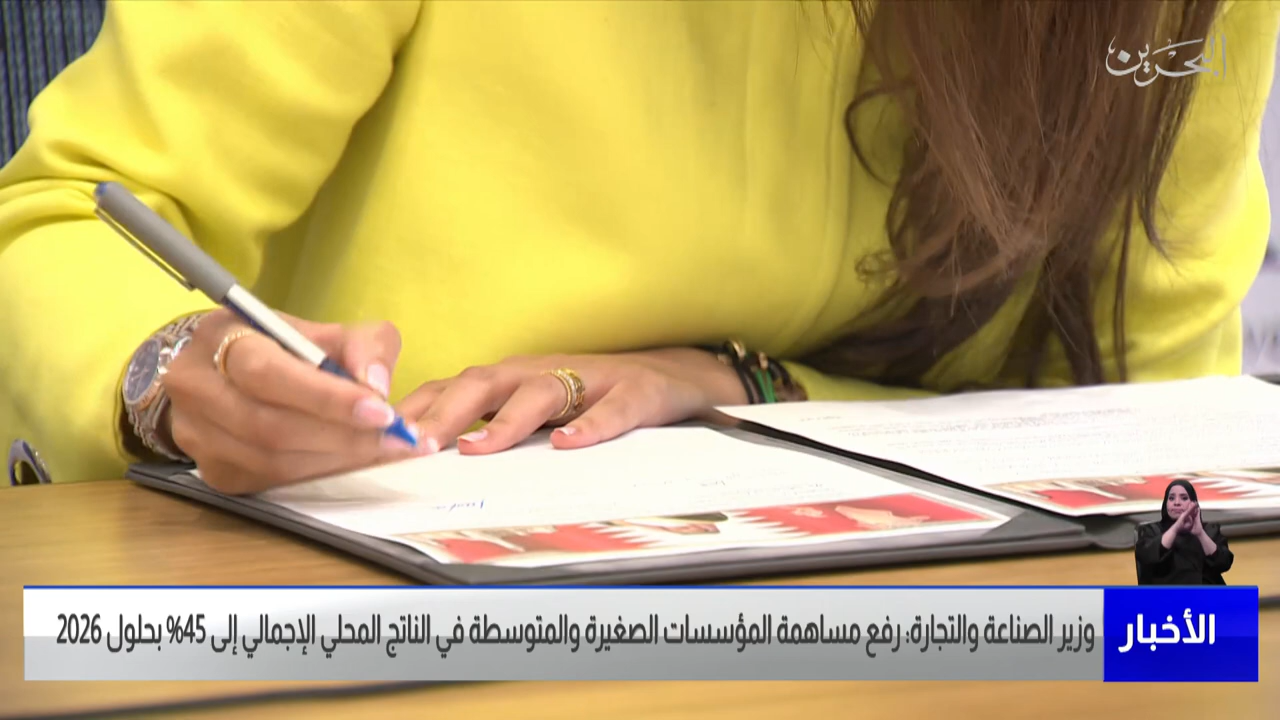 البحرين
الأخبار
وزير الصناعة والتجارة: رفع مساهمة المؤسسات الصغيرة والمتوسطة في الناتج المحلي الإجمالي إلى 45% بحلول 2026